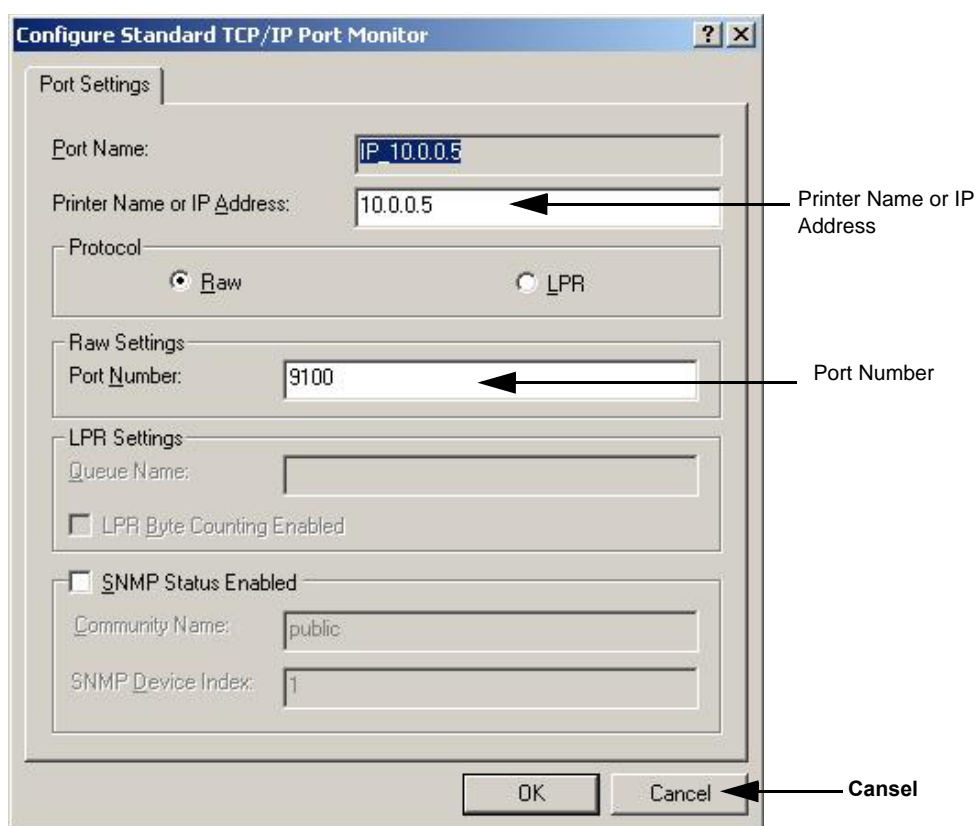 Configure Standard TCP/IP Port Monitor
Port Settings
Port Name: IP_10.0.0.5
Printer Name or IP Address: 10.0.0.5
Printer Name or IP
Address
Protocol
Raw LPR
Raw Settings
Port Number: 9100
Port Number
LPR Settings
Queue Name:
LPR Byte Counting Enabled
SNMP Status Enabled
Community Name: public
SNMP Device Index: 1
OK Cancel
Cansel